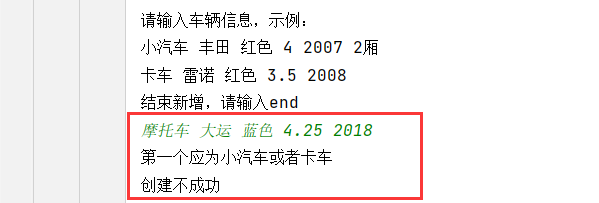 请输入车辆信息，示例：
小汽车 丰田 红色 4 2007 2厢
卡车 雷诺 红色 3.5 2008
结束新增，请输入end
摩托车 大运 蓝色 4.25 2018
第一个应为小汽车或者卡车
创建不成功